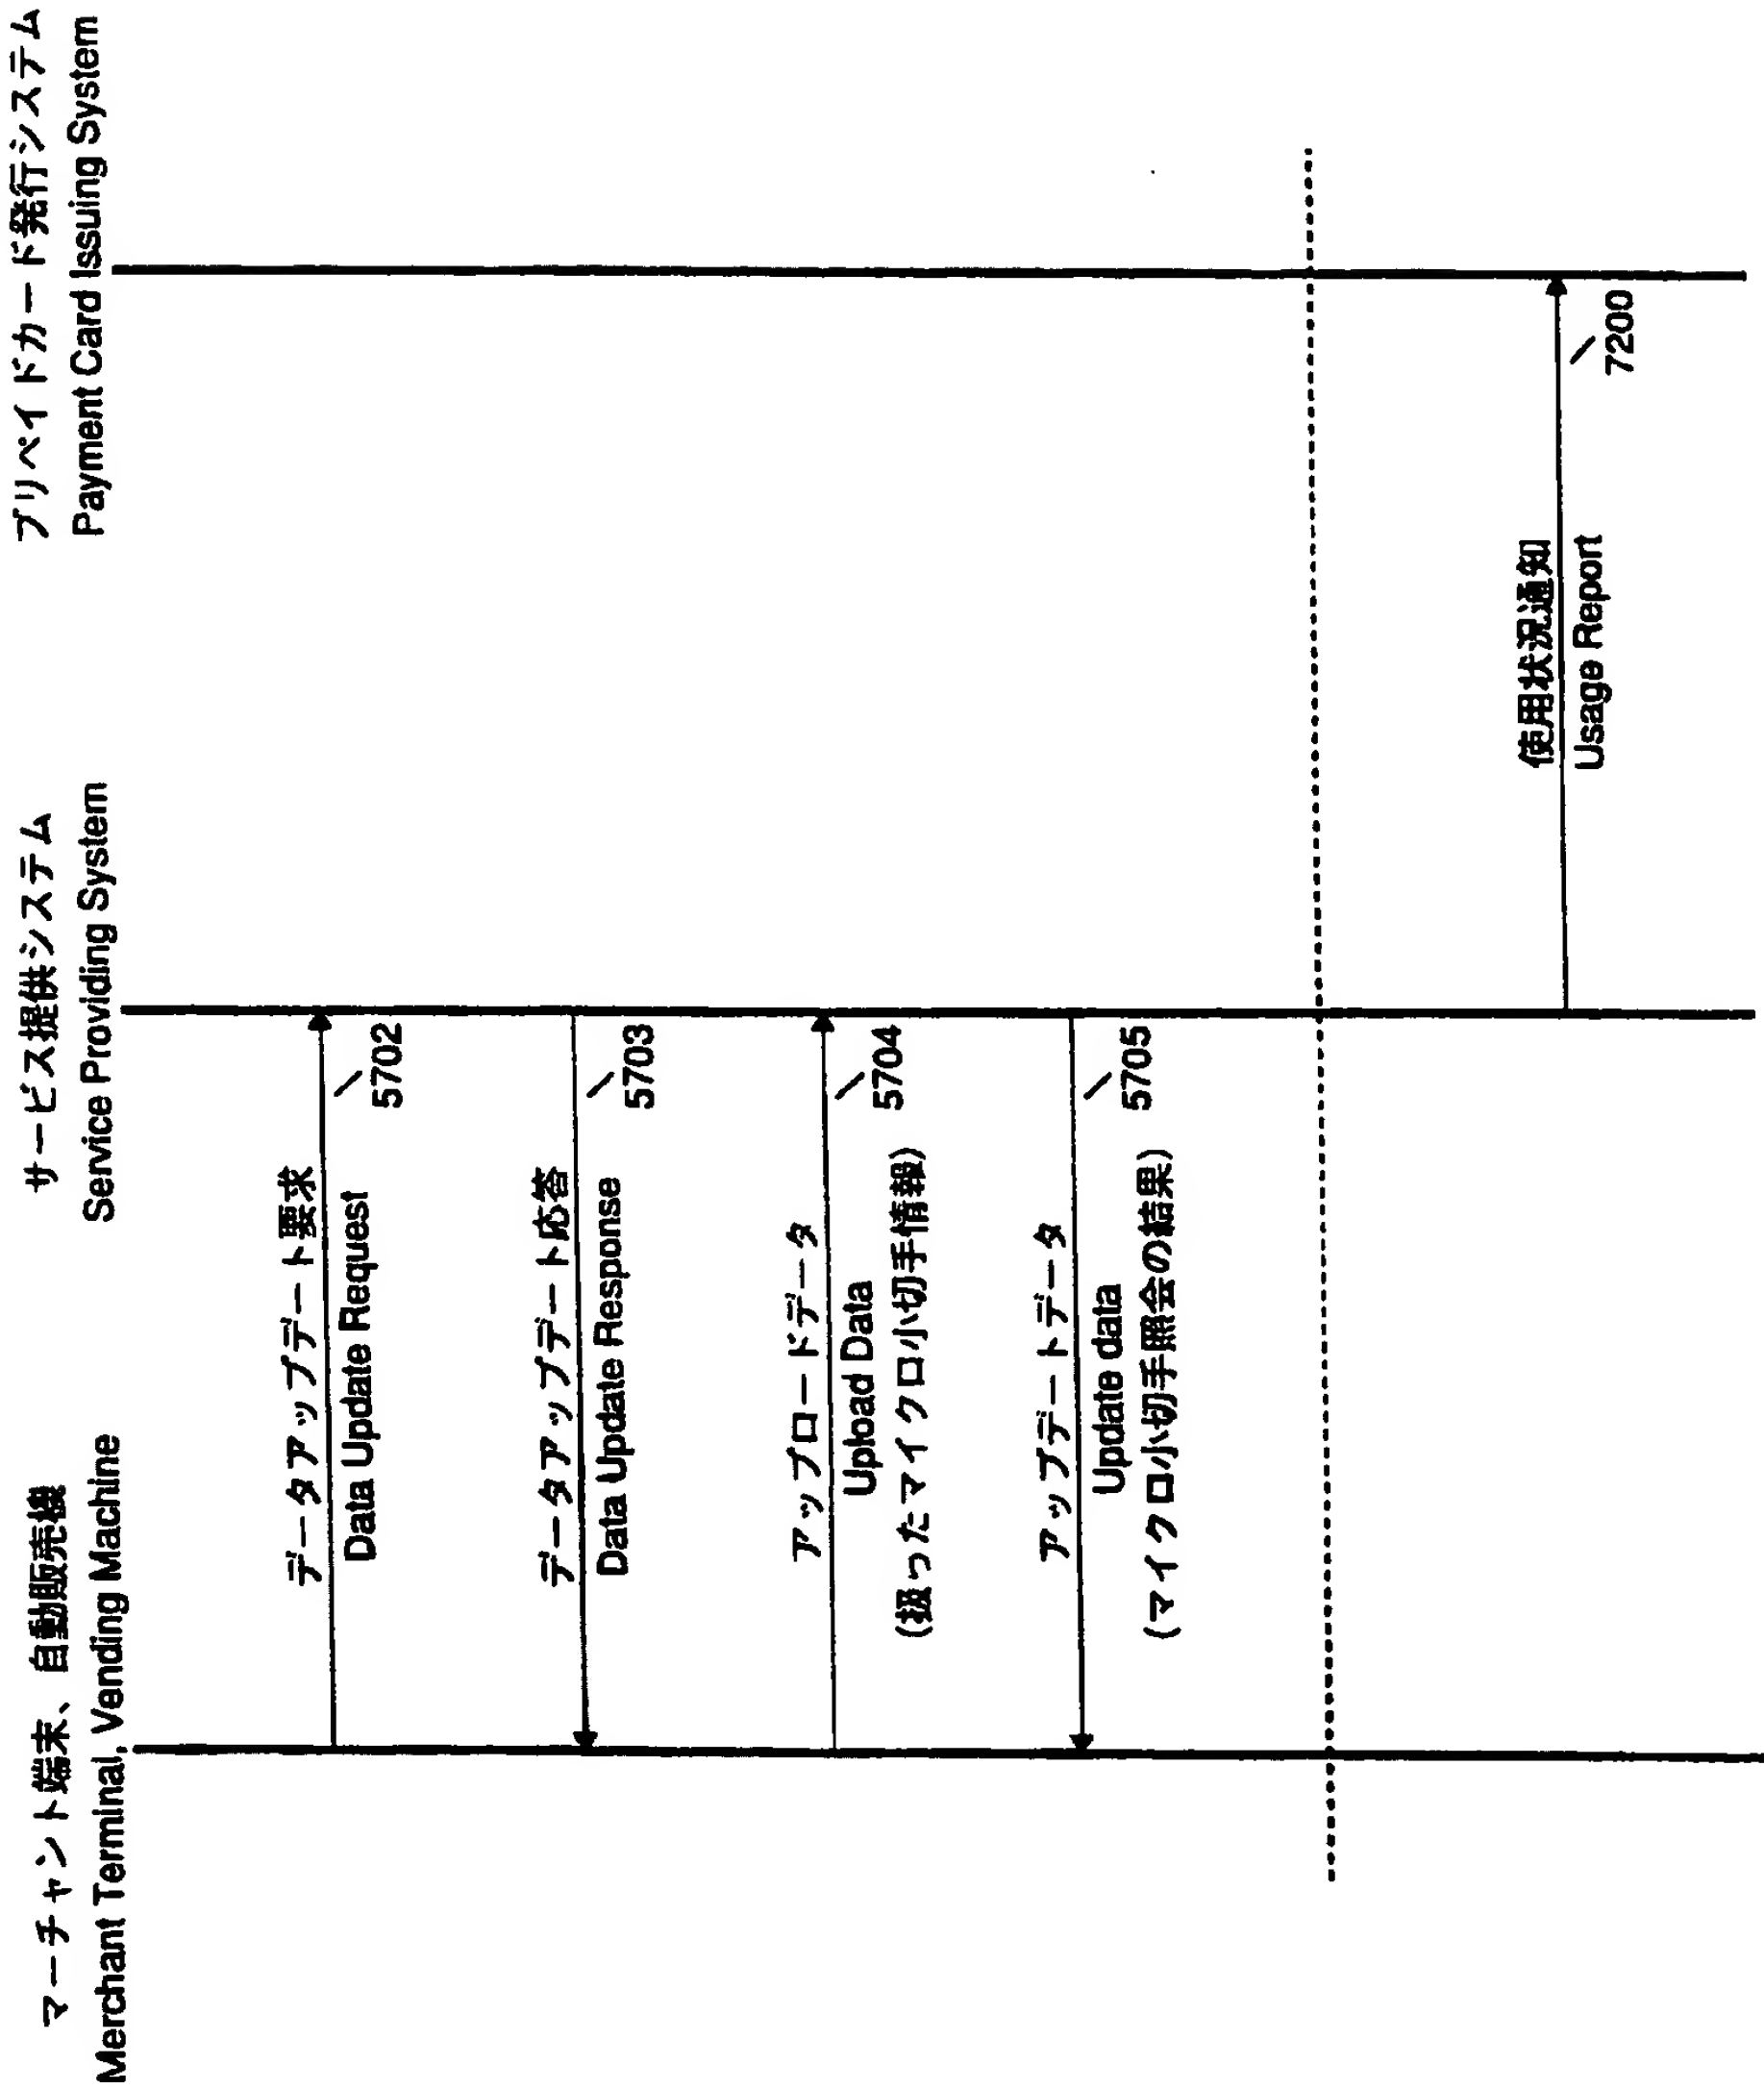 マーチャント端末、自動販売機
Merchant Terminal, Vending Machine
サービス提供システム
Service Providing System
プリペイドカード発行システム
Payment Card Issuing System
データアップデート要求
Data Update Request
5702
データアップデート応答
Data Update Response
5703
アップロードデータ
Upload Data
(扱ったマイクロ小切手情報)
5704
アップデートデータ
Update data
(マイクロ小切手照会の結果)
5705
使用状況通知
Usage Report
7200